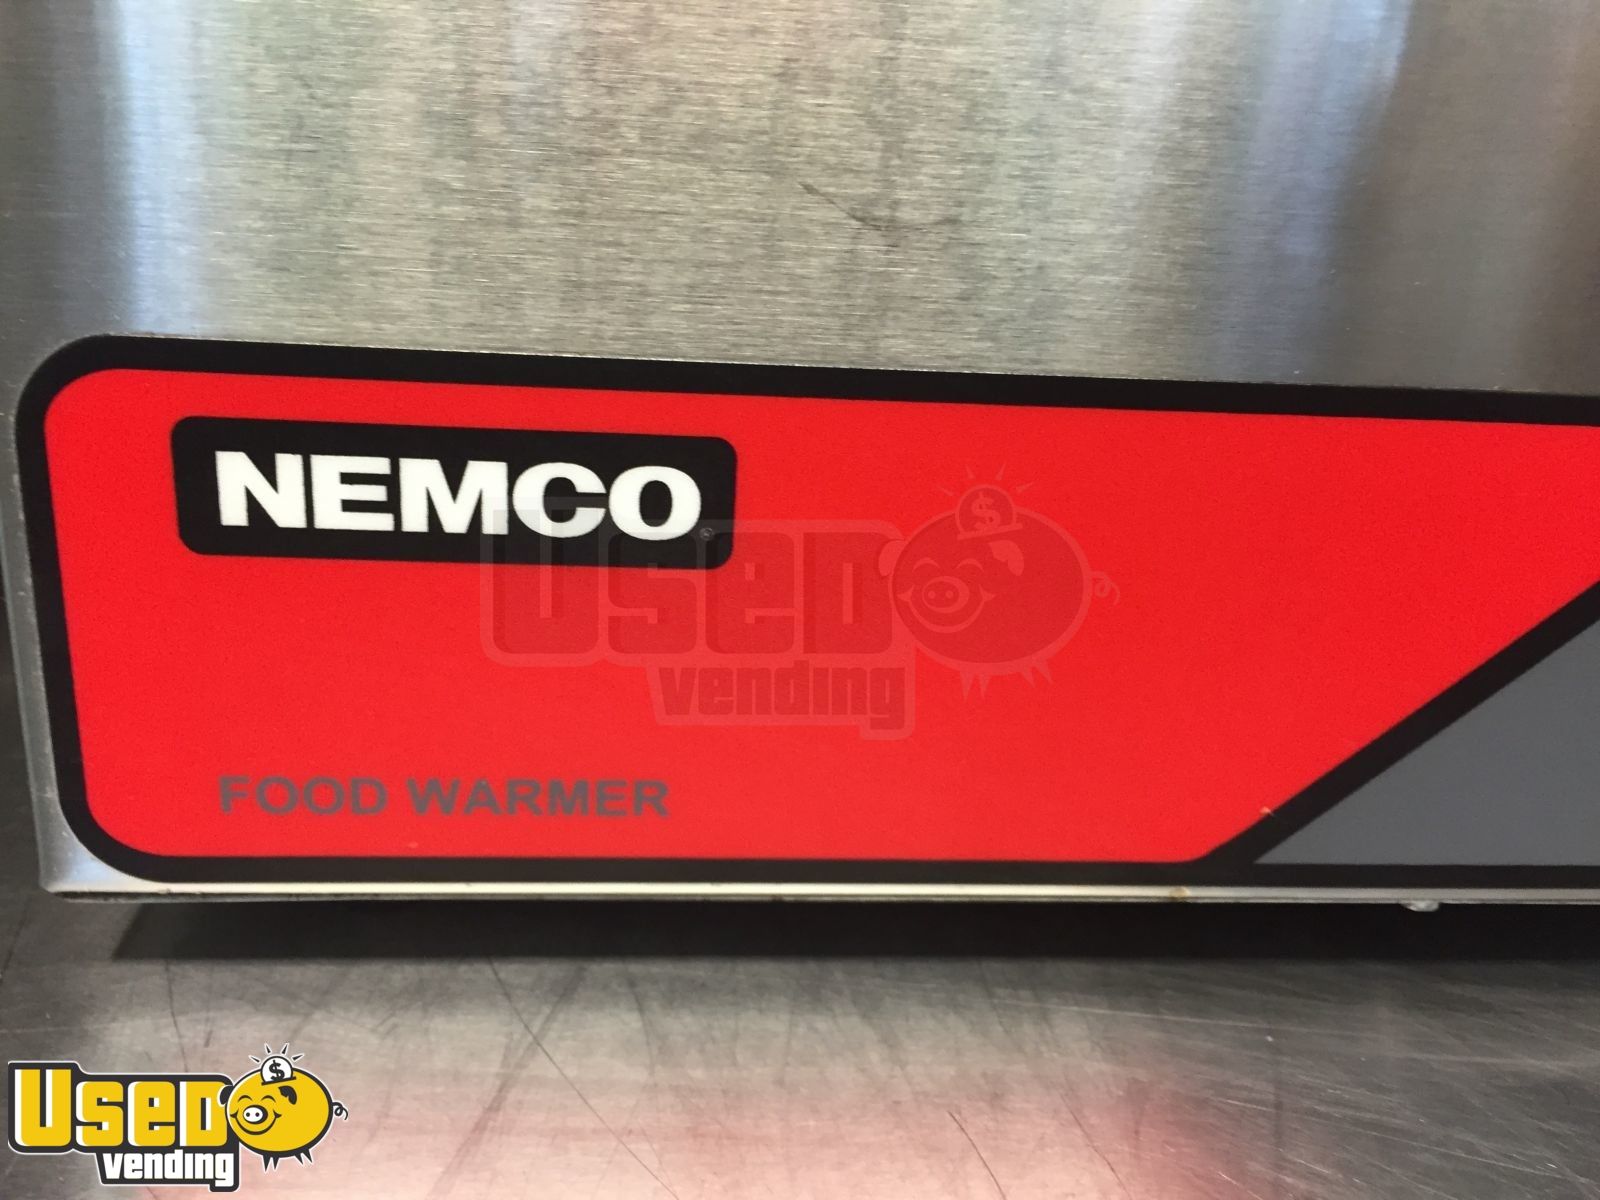 NEMCO®
USED
vending
FOOD WARMER
USED
vending